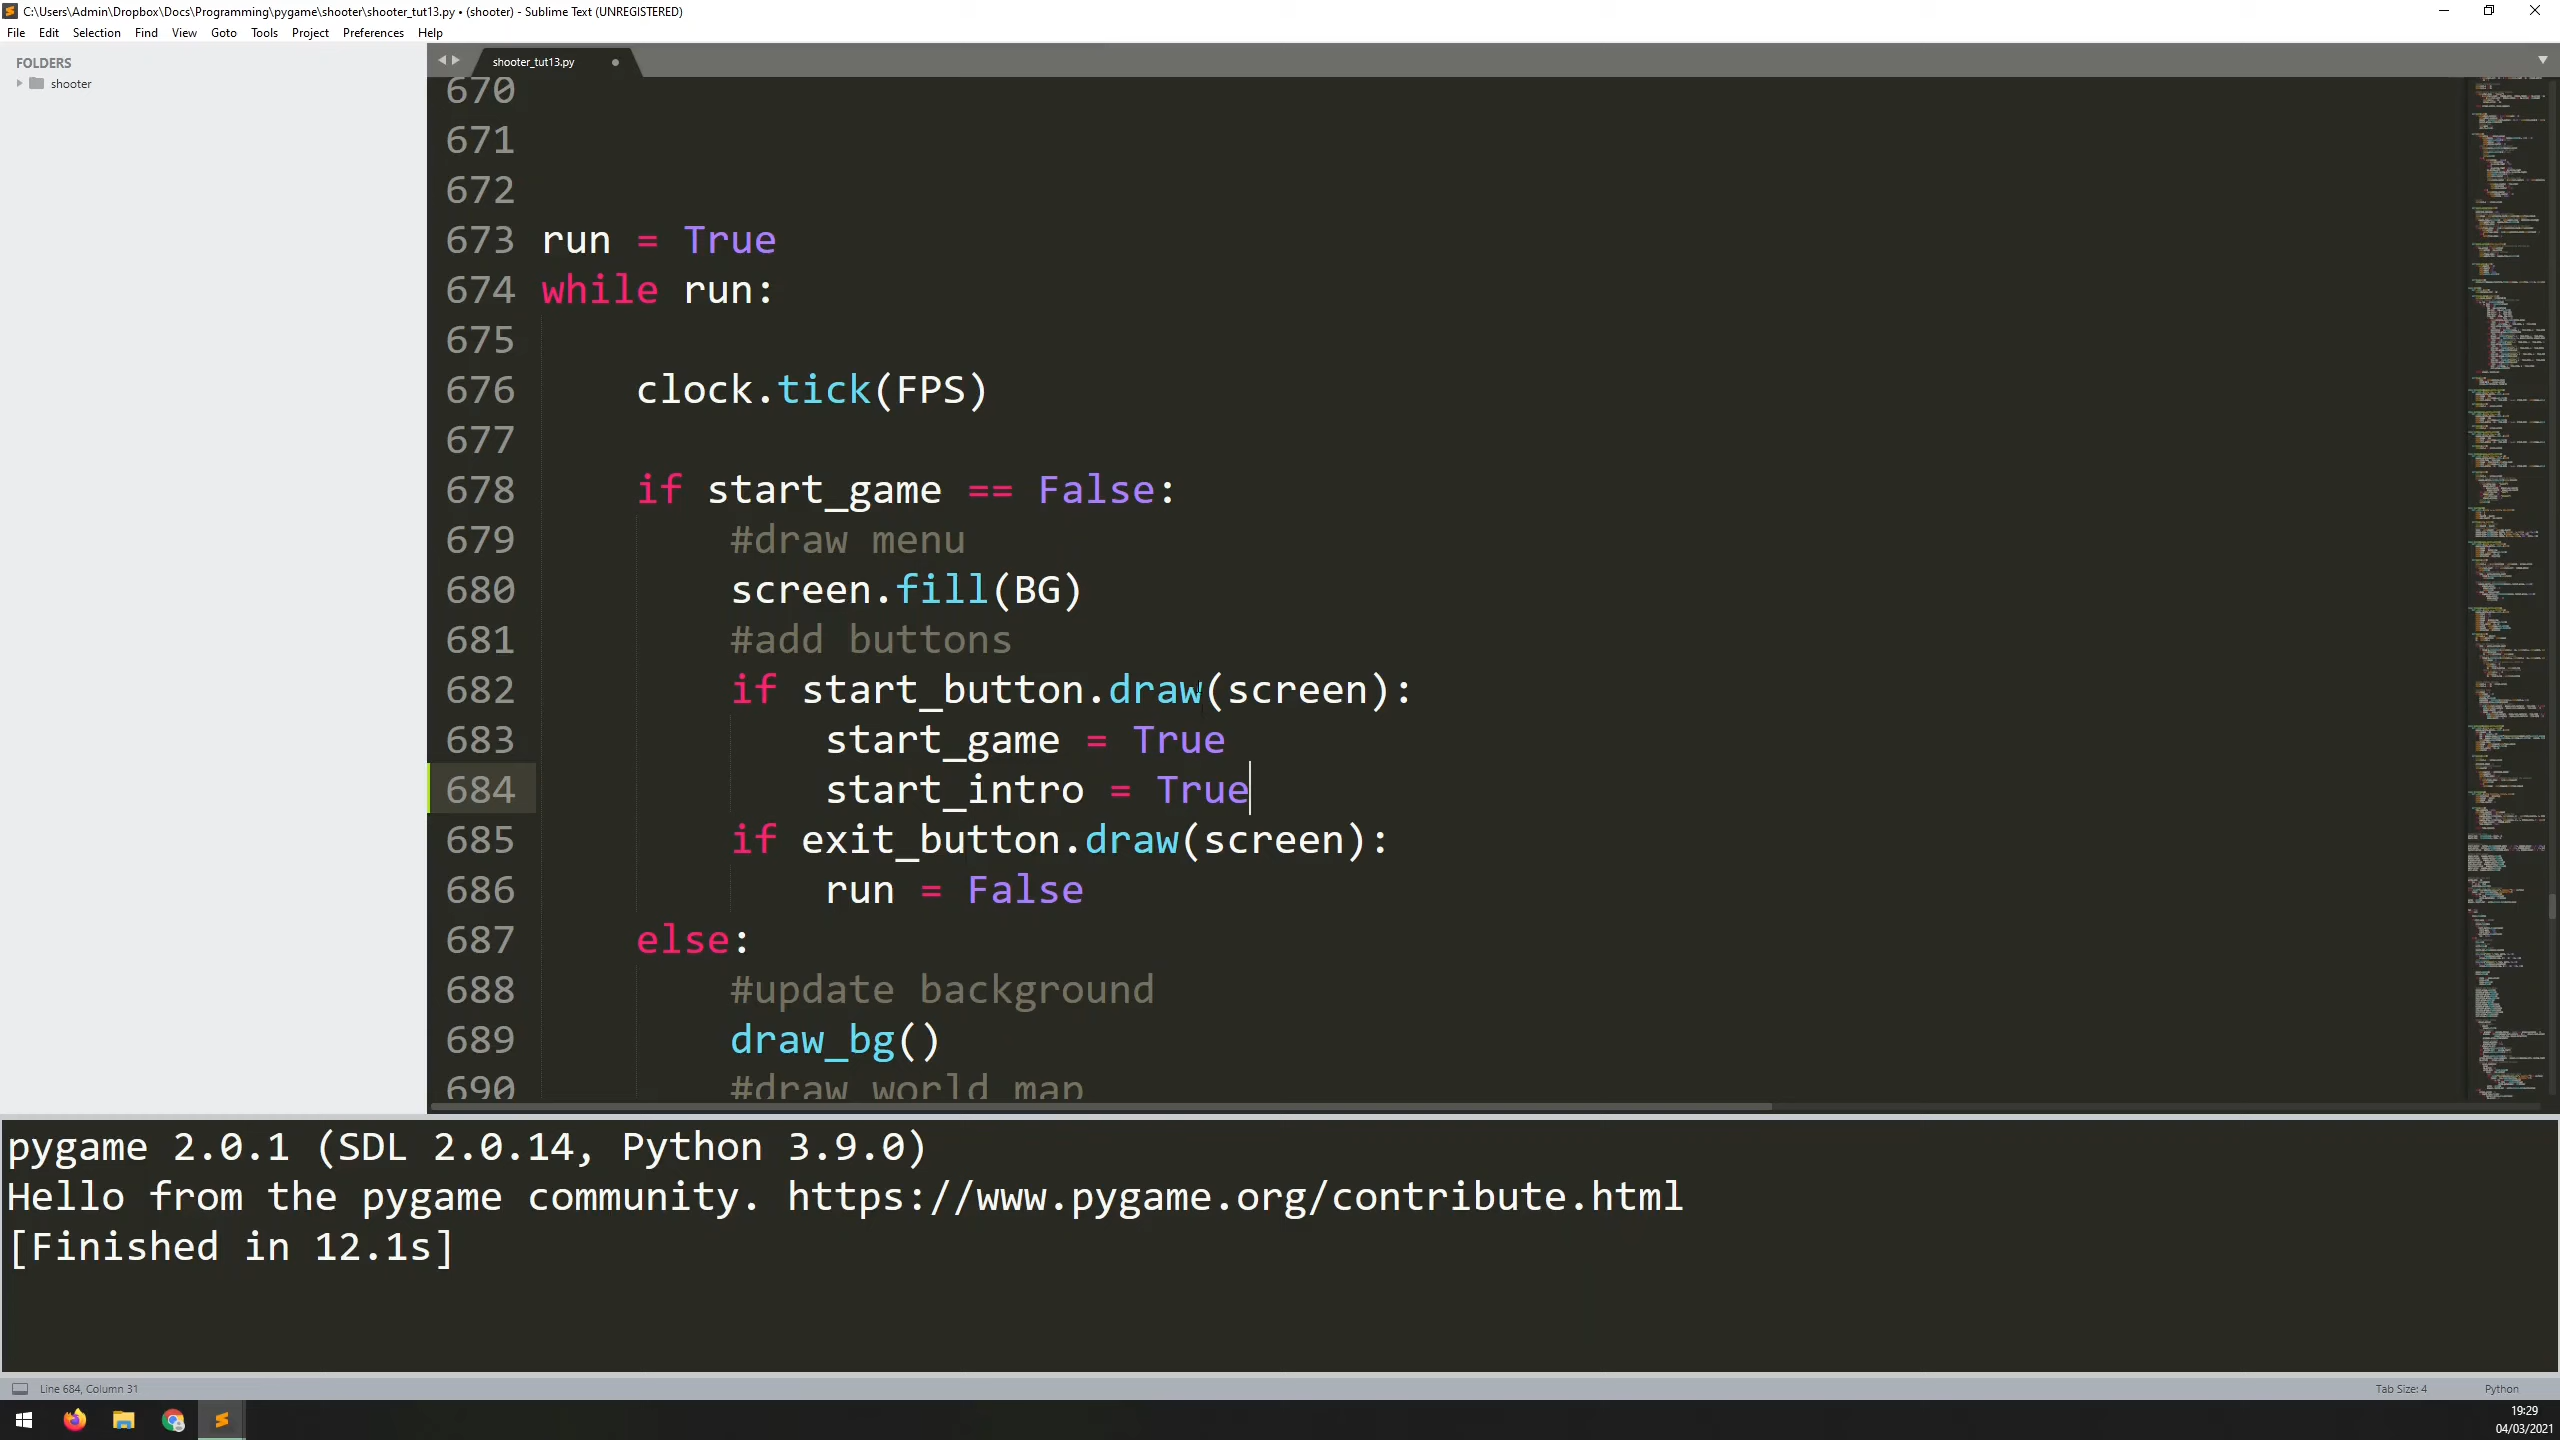 C:\Users\Admin\Dropbox\Docs\Programming\pygame\shooter\shooter_tut13.py • (shooter) - Sublime Text (UNREGISTERED)
File Edit Selection Find View Goto Tools Project Preferences Help
FOLDERS
shooter
shooter_tut13.py
670
671
672
673 run = True
674 while run:
675
676     clock.tick(FPS)
677
678     if start_game == False:
679         #draw menu
680         screen.fill(BG)
681         #add buttons
682         if start_button.draw(screen):
683             start_game = True
684             start_intro = True
685         if exit_button.draw(screen):
686             run = False
687     else:
688         #update background
689         draw_bg()
690         #draw world map
pygame 2.0.1 (SDL 2.0.14, Python 3.9.0)
Hello from the pygame community. https://www.pygame.org/contribute.html
[Finished in 12.1s]
Line 684, Column 31
Tab Size: 4
Python
19:29
04/03/2021